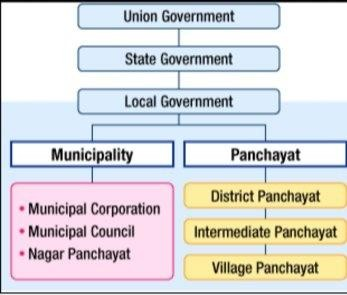 Union Government
State Government
Local Government
Municipality
Panchayat
• Municipal Corporation
• Municipal Council
• Nagar Panchayat
District Panchayat
Intermediate Panchayat
Village Panchayat